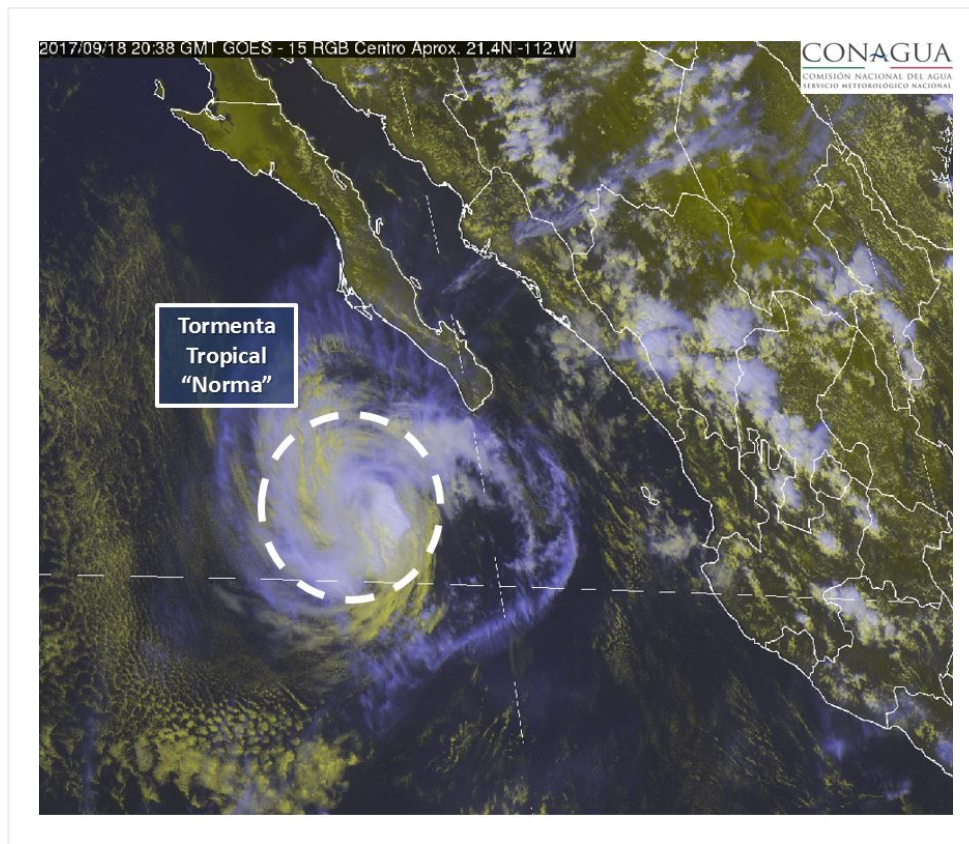 2017/09/18 20:38 GMT GOES - 15 RGB Centro Aprox. 21.4N -112.W
CONAGUA
COMISIÓN NACIONAL DEL AGUA
SERVICIO METEOROLÓGICO NACIONAL
Tormenta
Tropical
“Norma”